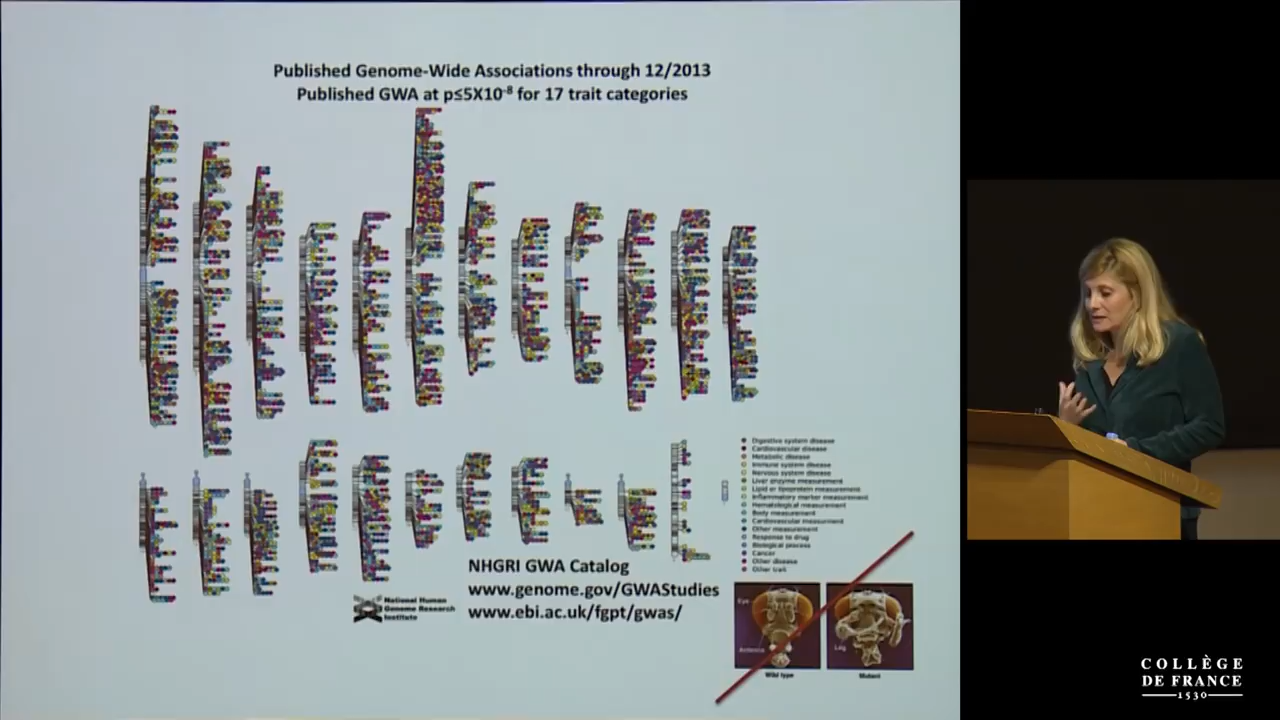 Published Genome-Wide Associations through 12/2013
Published GWA at p≤5X10⁻⁸ for 17 trait categories
Digestive system disease
Cardiovascular disease
Metabolic disease
Immune system disease
Nervous system disease
Liver enzyme measurement
Lipid or lipoprotein measurement
Inflammatory marker measurement
Hematological measurement
Body measurement
Cardiovascular measurement
Other measurement
Response to drug
Biological process
Cancer
Other disease
Other trait
NHGRI GWA Catalog
www.genome.gov/GWAStudies
www.ebi.ac.uk/fgpt/gwas/
National Human
Genome Research
Institute
Eye
Antenna
Leg
Wild type
Mutant
COLLÈGE
DE FRANCE
1530